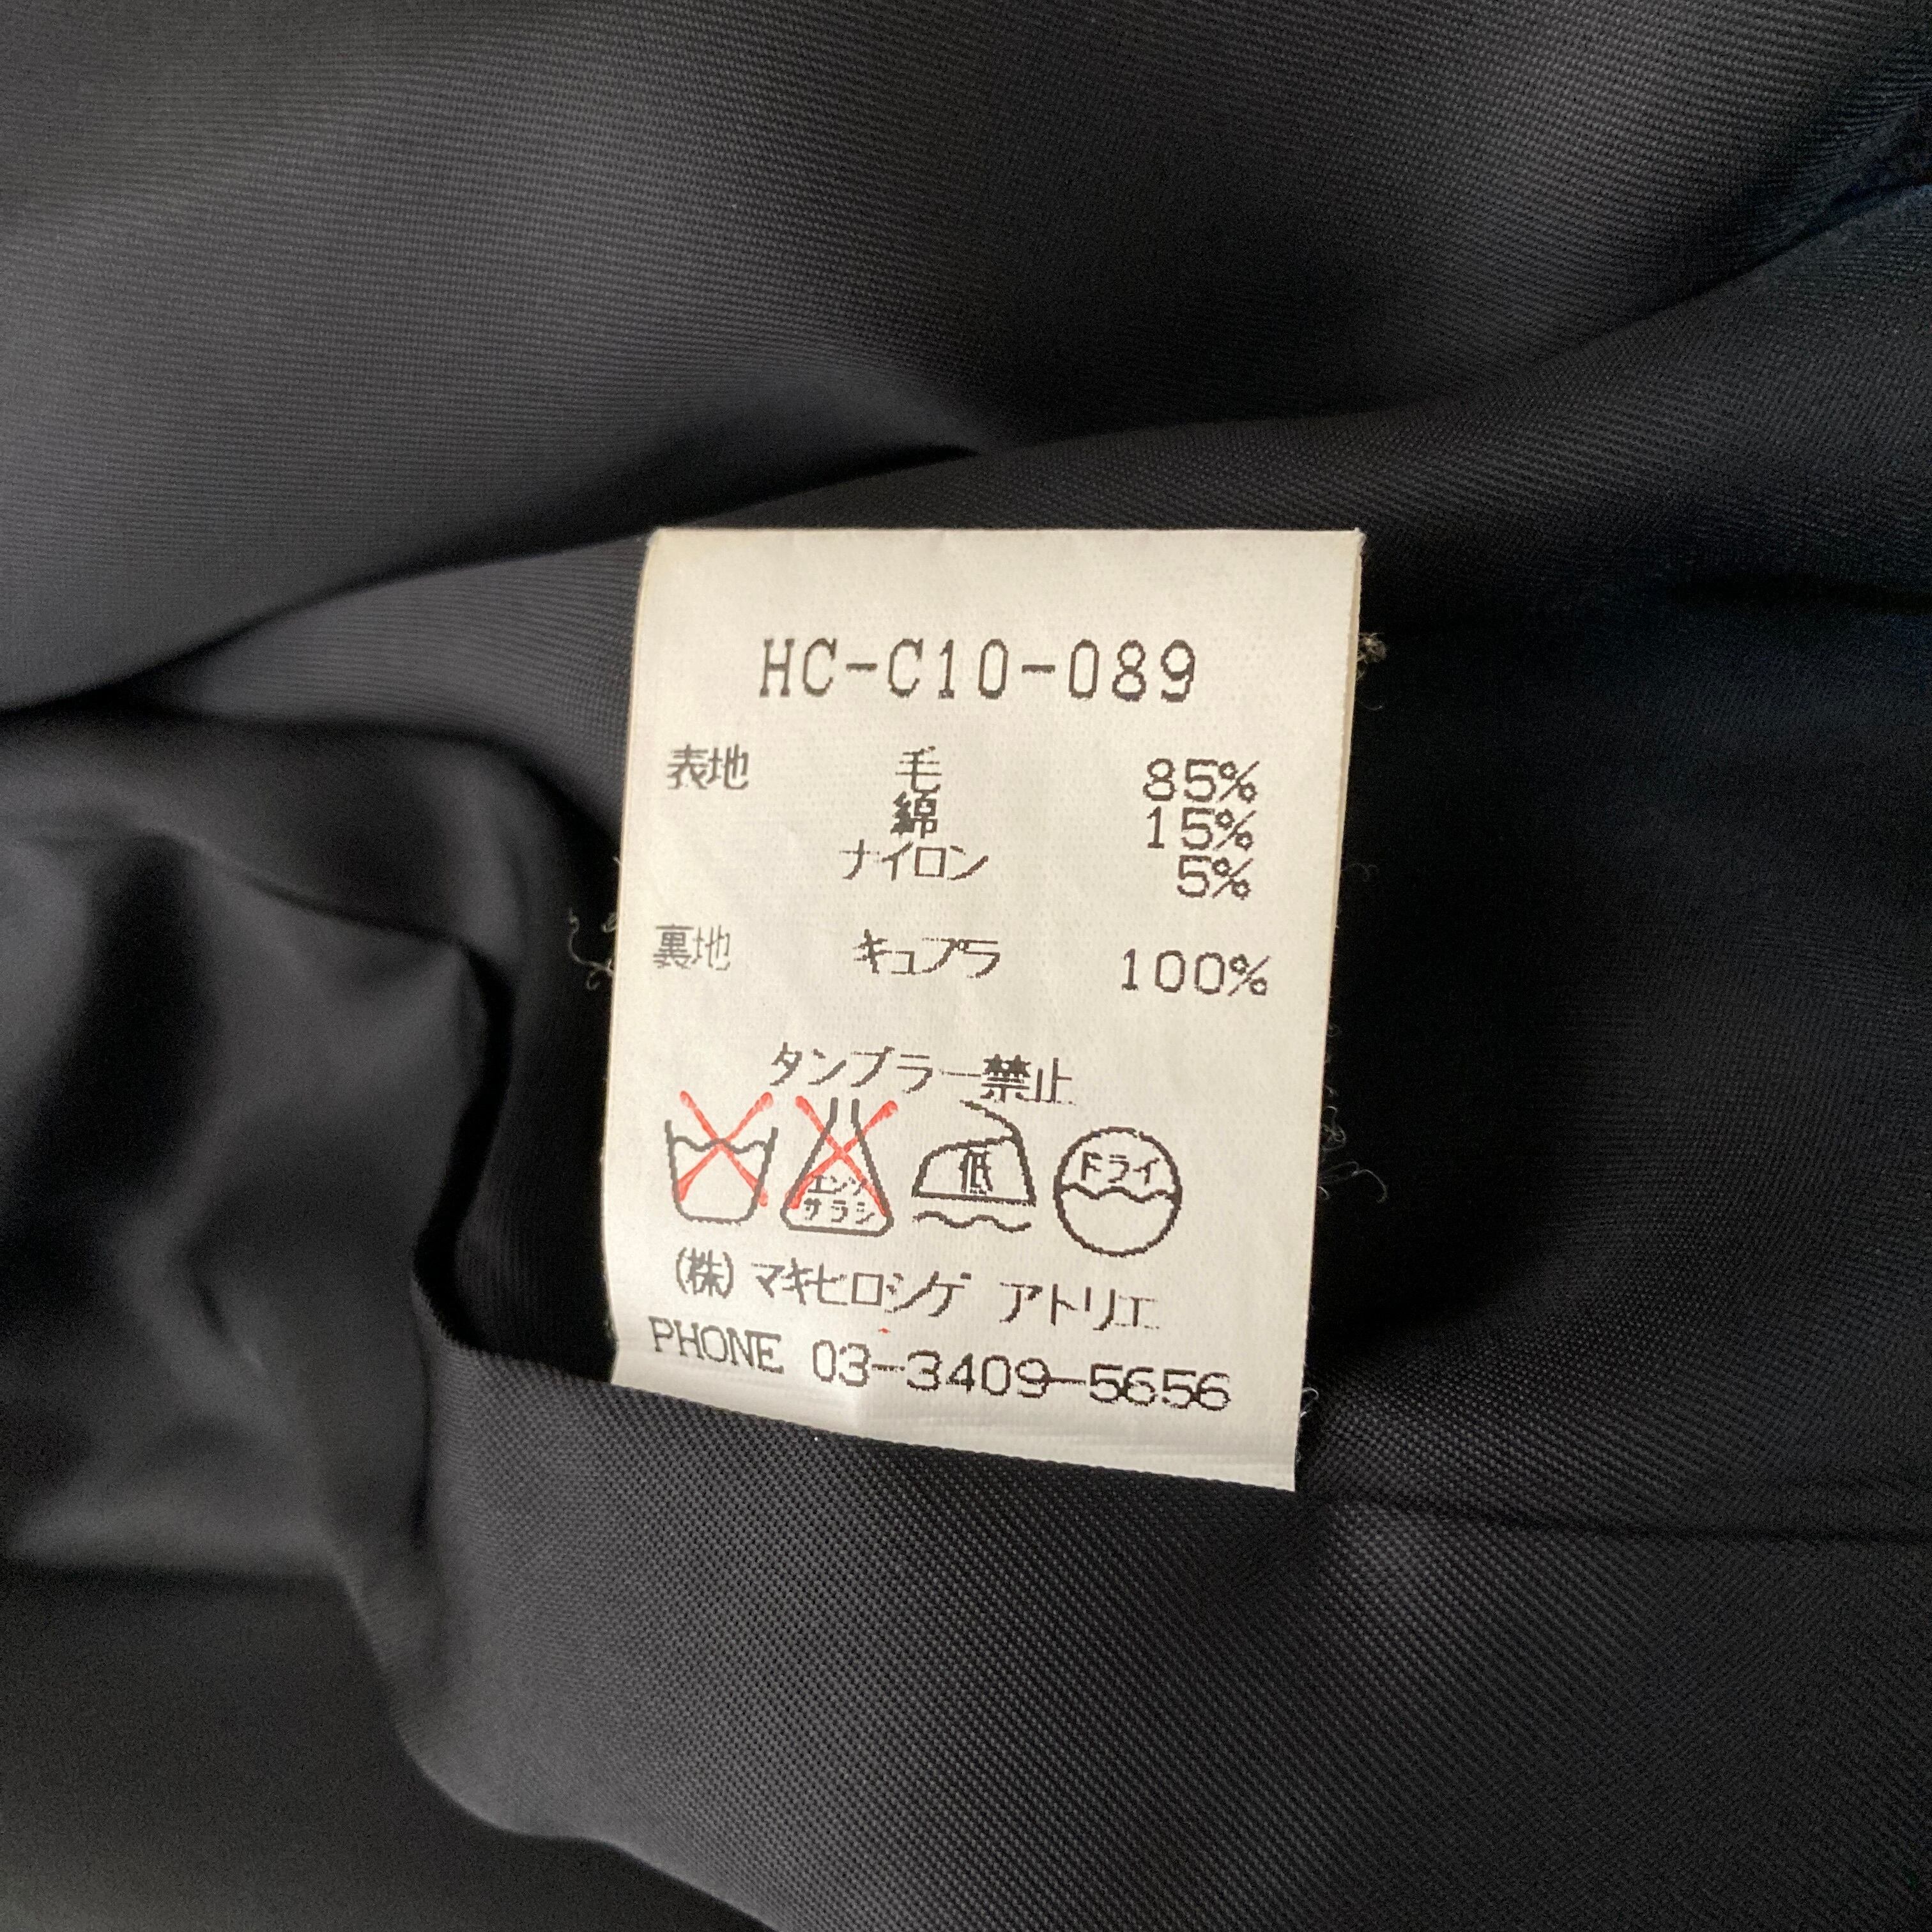 HC-C10-089
表地 毛 85%
綿 15%
ナイロン 5%
裏地 キュプラ 100%
タンブラー禁止
エンソ
サラシ
低
ドライ
(株) マキヒロシゲ アトリエ
PHONE 03-3409-5656